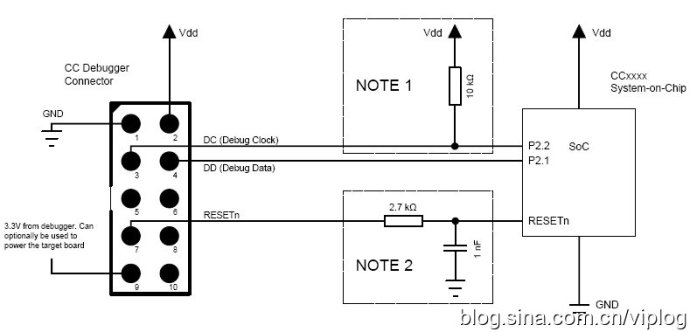 Vdd
Vdd
Vdd
CC Debugger
Connector
NOTE 1
10 kΩ
CCxxxx
System-on-Chip
GND
1
2
DC (Debug Clock)
P2.2
SoC
3
4
DD (Debug Data)
P2.1
5
6
3.3V from debugger. Can
optionally be used to
power the target board
RESETn
2.7 kΩ
RESETn
7
8
1 nF
NOTE 2
9
10
GND
blog.sina.com.cn/viplog